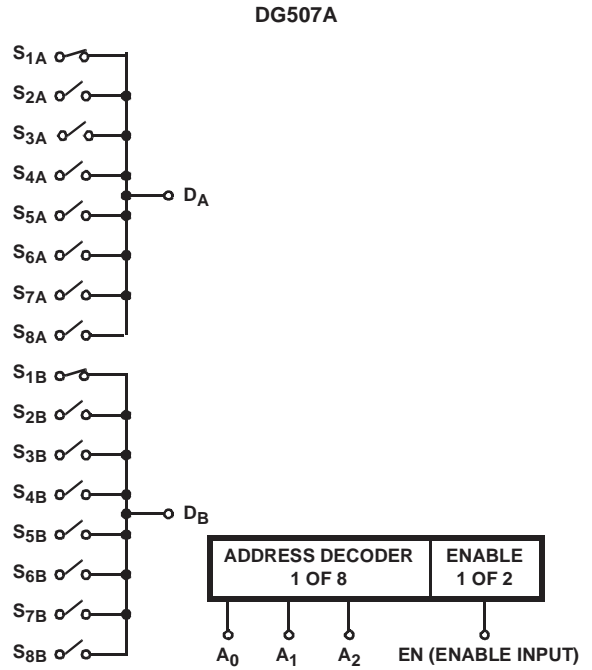 DG507A
S1A
S2A
S3A
S4A
DA
S5A
S6A
S7A
S8A
S1B
S2B
S3B
S4B
DB
S5B
S6B
S7B
S8B
ADDRESS DECODER
1 OF 8
ENABLE
1 OF 2
A0
A1
A2
EN (ENABLE INPUT)